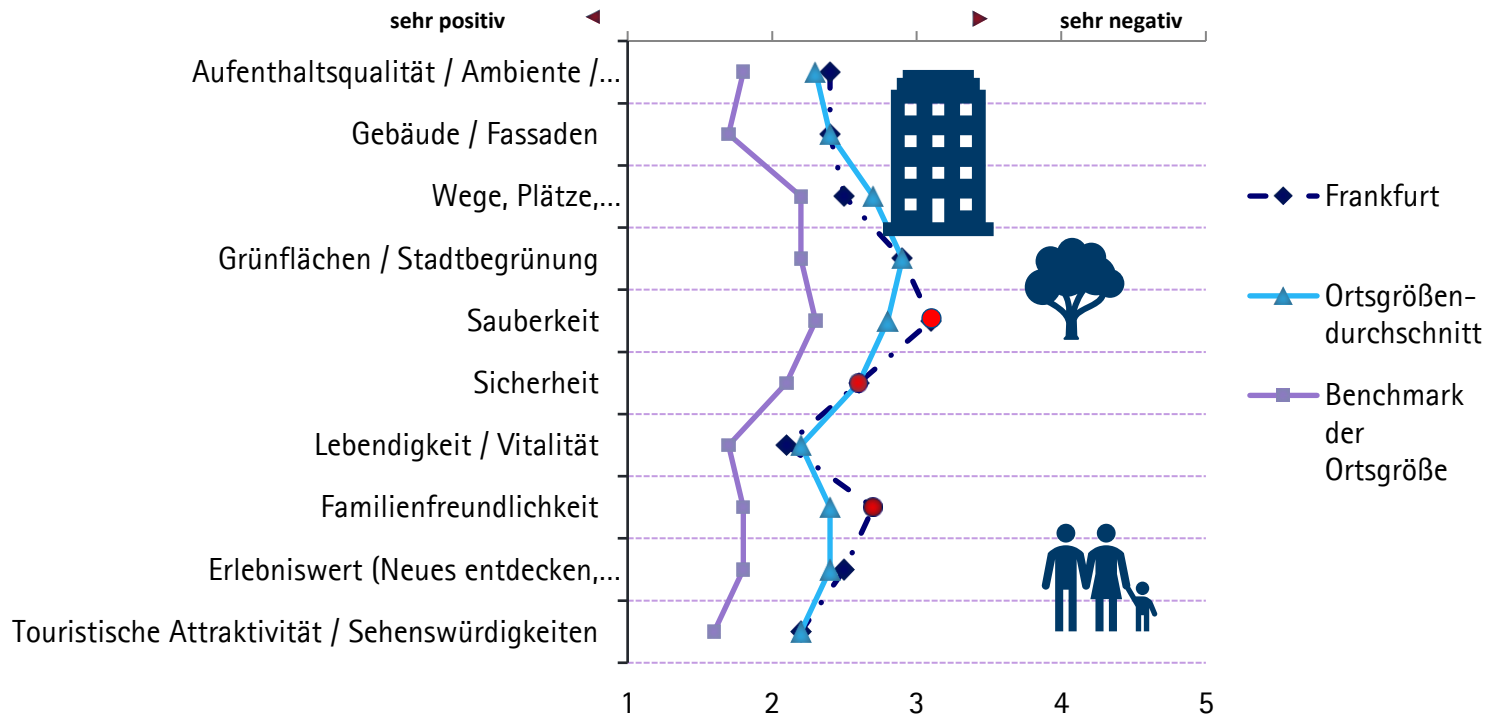 sehr positiv
sehr negativ
Aufenthaltsqualität / Ambiente /...
Gebäude / Fassaden
Wege, Plätze,...
Grünflächen / Stadtbegrünung
Sauberkeit
Sicherheit
Lebendigkeit / Vitalität
Familienfreundlichkeit
Erlebniswert (Neues entdecken,...
Touristische Attraktivität / Sehenswürdigkeiten
1 2 3 4 5
Frankfurt
Ortsgrößen-
durchschnitt
Benchmark
der
Ortsgröße